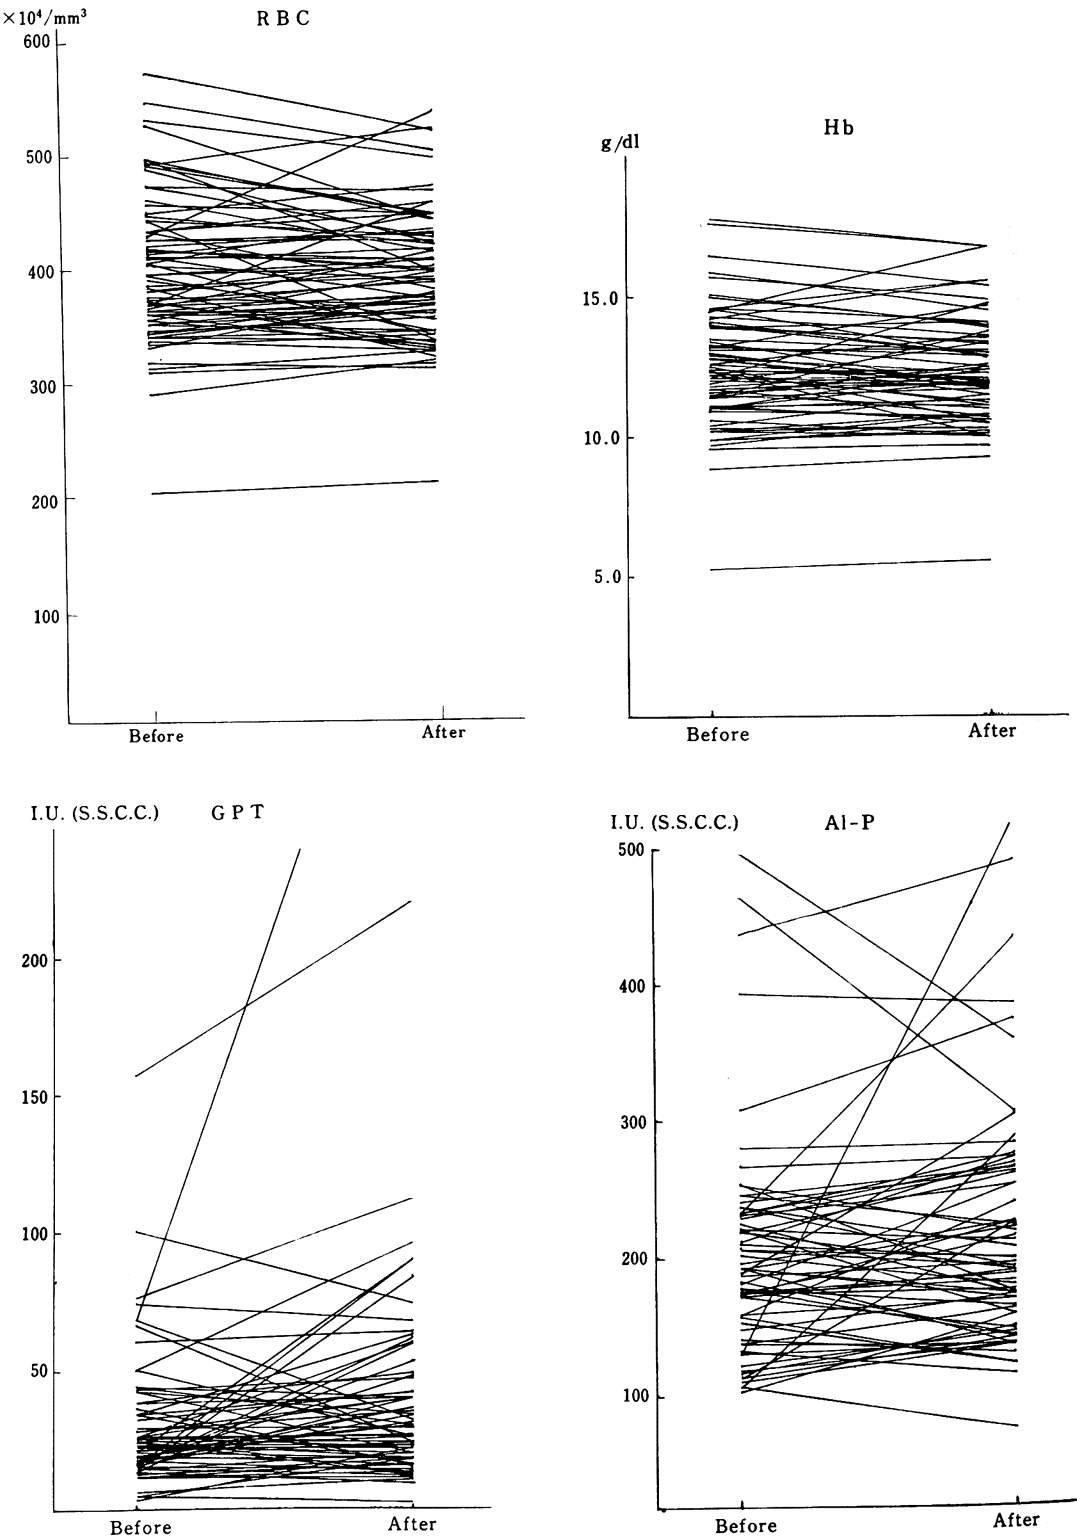 ×10⁴/mm³
R B C
600
500
400
300
200
100
Before
After
Hb
g/dl
15.0
10.0
5.0
Before
After
I.U. (S.S.C.C.)
G P T
200
150
100
50
Before
After
I.U. (S.S.C.C.)
Al-P
500
400
300
200
100
Before
After